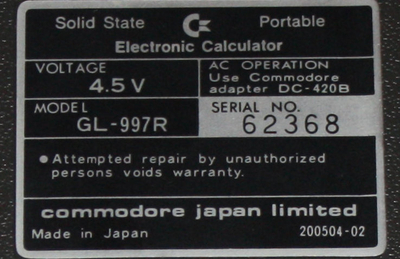 Solid State Portable
Electronic Calculator
VOLTAGE
4.5 V
AC OPERATION
Use Commodore
adapter DC-420B
MODEL
GL-997R
SERIAL NO.
62368
• Attempted repair by unauthorized
persons voids warranty.
commodore japan limited
Made in Japan 200504-02